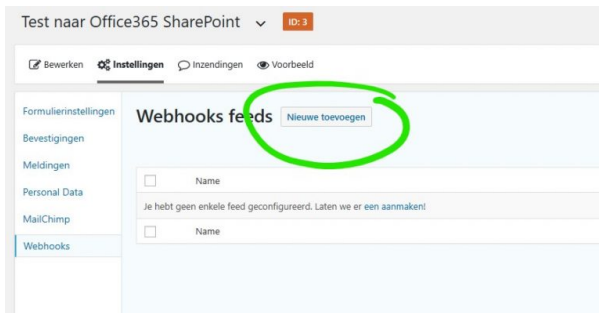 Test naar Office365 SharePoint ID: 3
Bewerken Instellingen Inzendingen Voorbeeld
Formulierinstellingen
Bevestigingen
Meldingen
Personal Data
MailChimp
Webhooks
Webhooks feeds Nieuwe toevoegen
Name
Je hebt geen enkele feed geconfigureerd. Laten we er een aanmaken!
Name